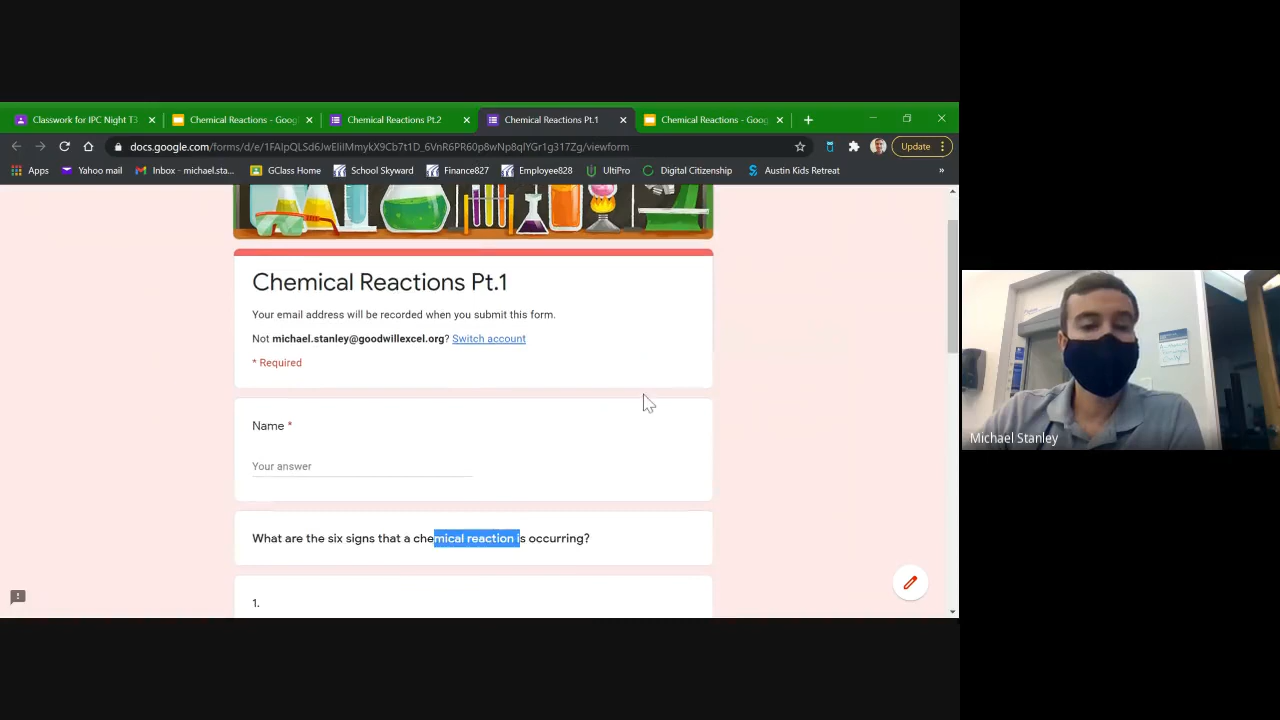 Classwork for IPC Night T3
Chemical Reactions - Goog
Chemical Reactions Pt.2
Chemical Reactions Pt.1
Chemical Reactions - Goog
docs.google.com/forms/d/e/1FAIpQLSd6JwEIiIMmykX9Cb7t1D_6VnR6PR60p8wNp8qlYGr1g317Zg/viewform
Update
Apps
Yahoo mail
Inbox - michael.sta...
GClass Home
School Skyward
Finance827
Employee828
UltiPro
Digital Citizenship
Austin Kids Retreat
»
Chemical Reactions Pt.1
Your email address will be recorded when you submit this form.
Not michael.stanley@goodwillexcel.org? Switch account
* Required
Name *
Your answer
What are the six signs that a chemical reaction is occurring?
1.
Michael Stanley